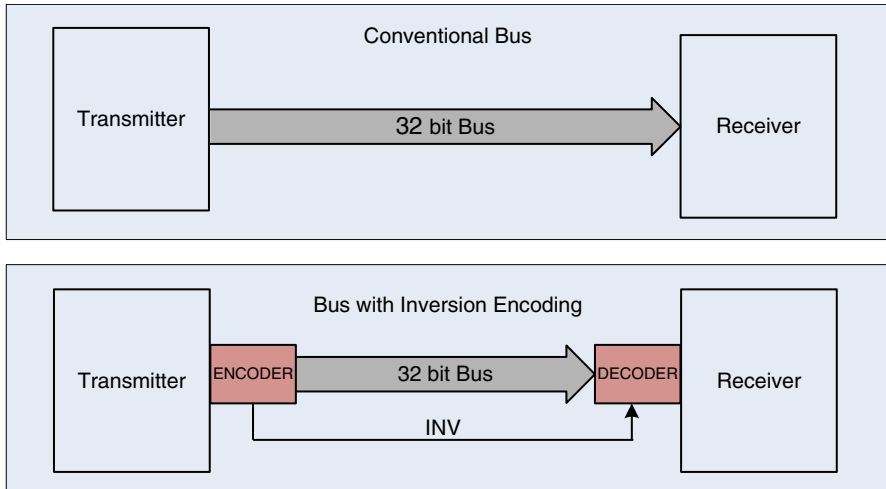 Conventional Bus
Transmitter
32 bit Bus
Receiver
Bus with Inversion Encoding
Transmitter
ENCODER
32 bit Bus
DECODER
Receiver
INV